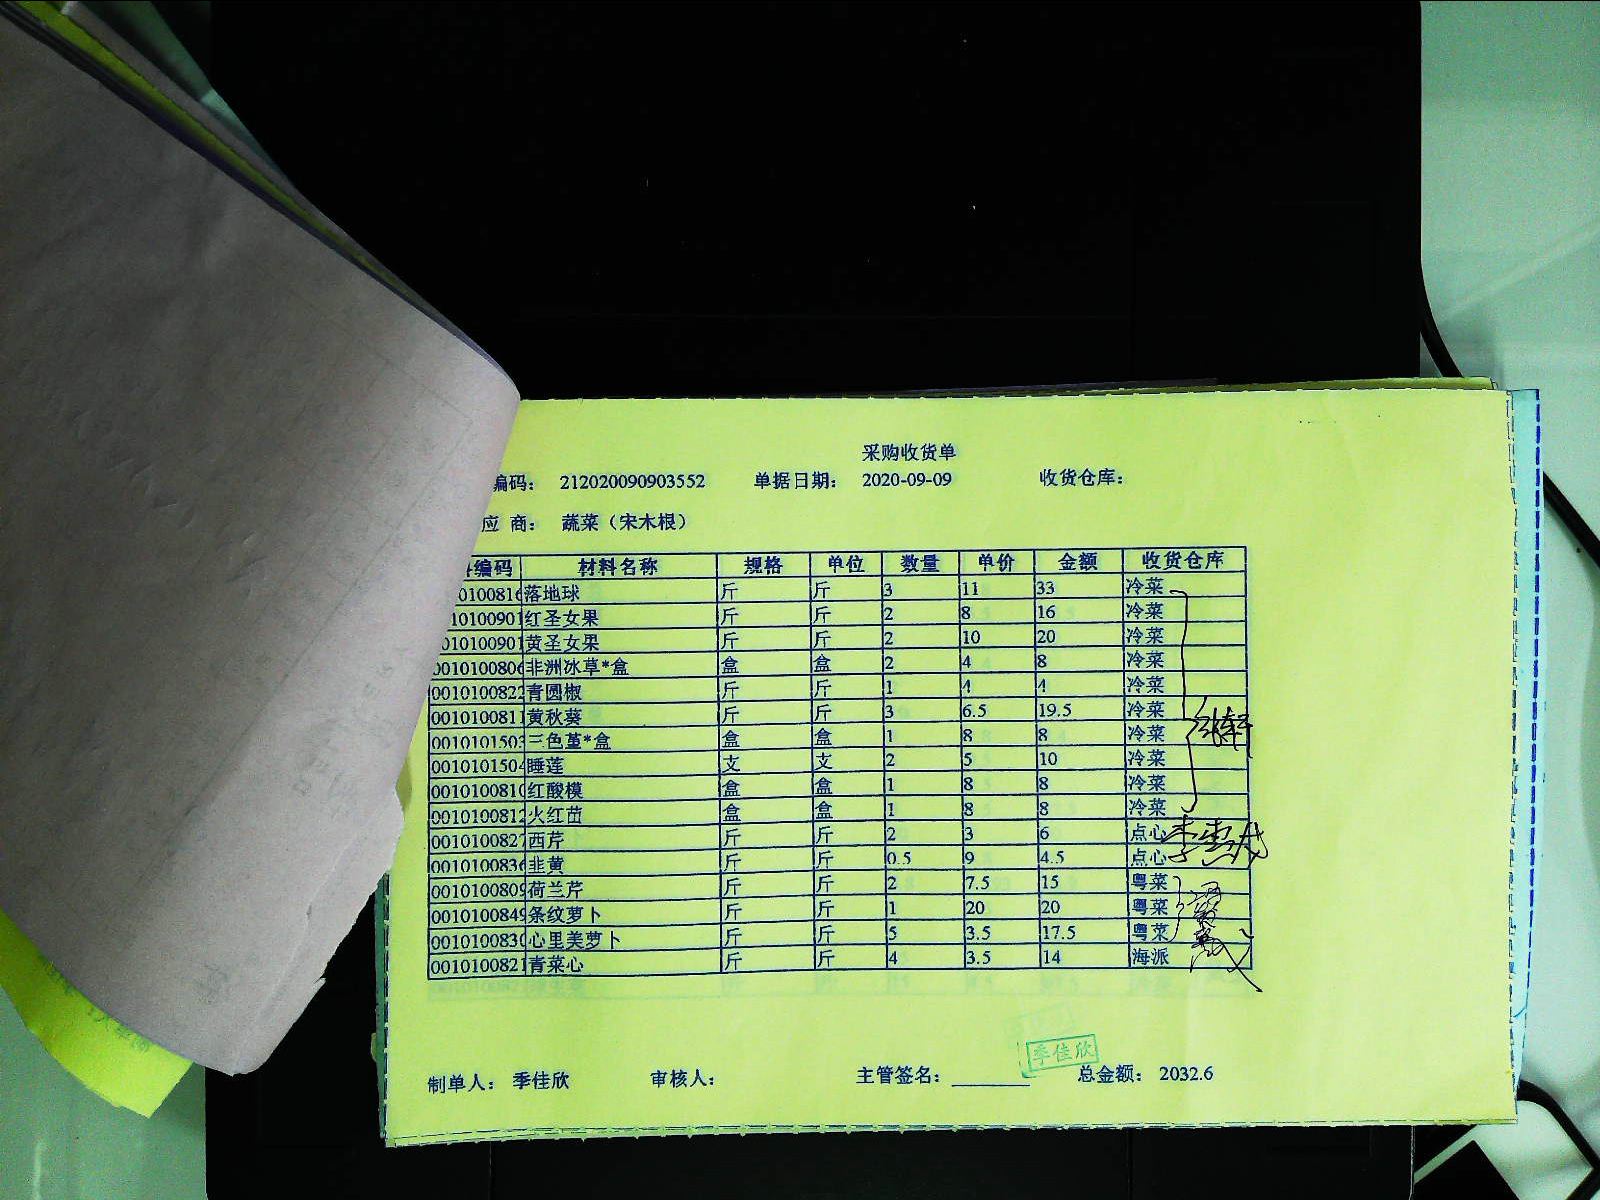 采购收货单
编码： 212020090903552 单据日期： 2020-09-09 收货仓库：
应 商： 蔬菜（宋木根）
编码 材料名称 规格 单位 数量 单价 金额 收货仓库
010100816 落地球 斤 斤 3 11 33 冷菜
010100901 红圣女果 斤 斤 2 8 16 冷菜
010100901 黄圣女果 斤 斤 2 10 20 冷菜
0010100806 非洲冰草*盒 盒 盒 2 4 8 冷菜
0010100822 青圆椒 斤 斤 1 4 4 冷菜
0010100811 黄秋葵 斤 斤 3 6.5 19.5 冷菜
0010101503 三色堇*盒 盒 盒 1 8 8 冷菜
0010101504 睡莲 支 支 2 5 10 冷菜
0010100810 红酸模 盒 盒 1 8 8 冷菜
0010100812 火红苗 盒 盒 1 8 8 冷菜
0010100827 西芹 斤 斤 2 3 6 点心
0010100836 韭黄 斤 斤 0.5 9 4.5 点心
0010100809 荷兰芹 斤 斤 2 7.5 15 粤菜
0010100849 条纹萝卜 斤 斤 1 20 20 粤菜
0010100830 心里美萝卜 斤 斤 5 3.5 17.5 粤菜
0010100821 青菜心 斤 斤 4 3.5 14 海派
季佳欣
制单人： 季佳欣 审核人： 主管签名： 总金额： 2032.6